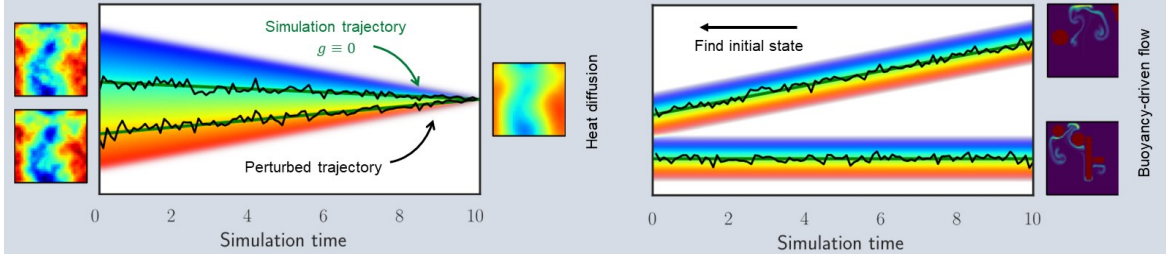 Simulation trajectory
g ≡ 0
Perturbed trajectory
0 2 4 6 8 10
Simulation time
Heat diffusion
Find initial state
0 2 4 6 8 10
Simulation time
Buoyancy-driven flow